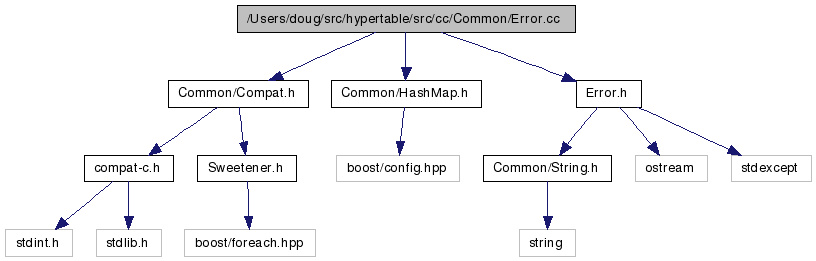 /Users/doug/src/hypertable/src/cc/Common/Error.cc
Common/Compat.h
Common/HashMap.h
Error.h
compat-c.h
Sweetener.h
boost/config.hpp
Common/String.h
ostream
stdexcept
stdint.h
stdlib.h
boost/foreach.hpp
string